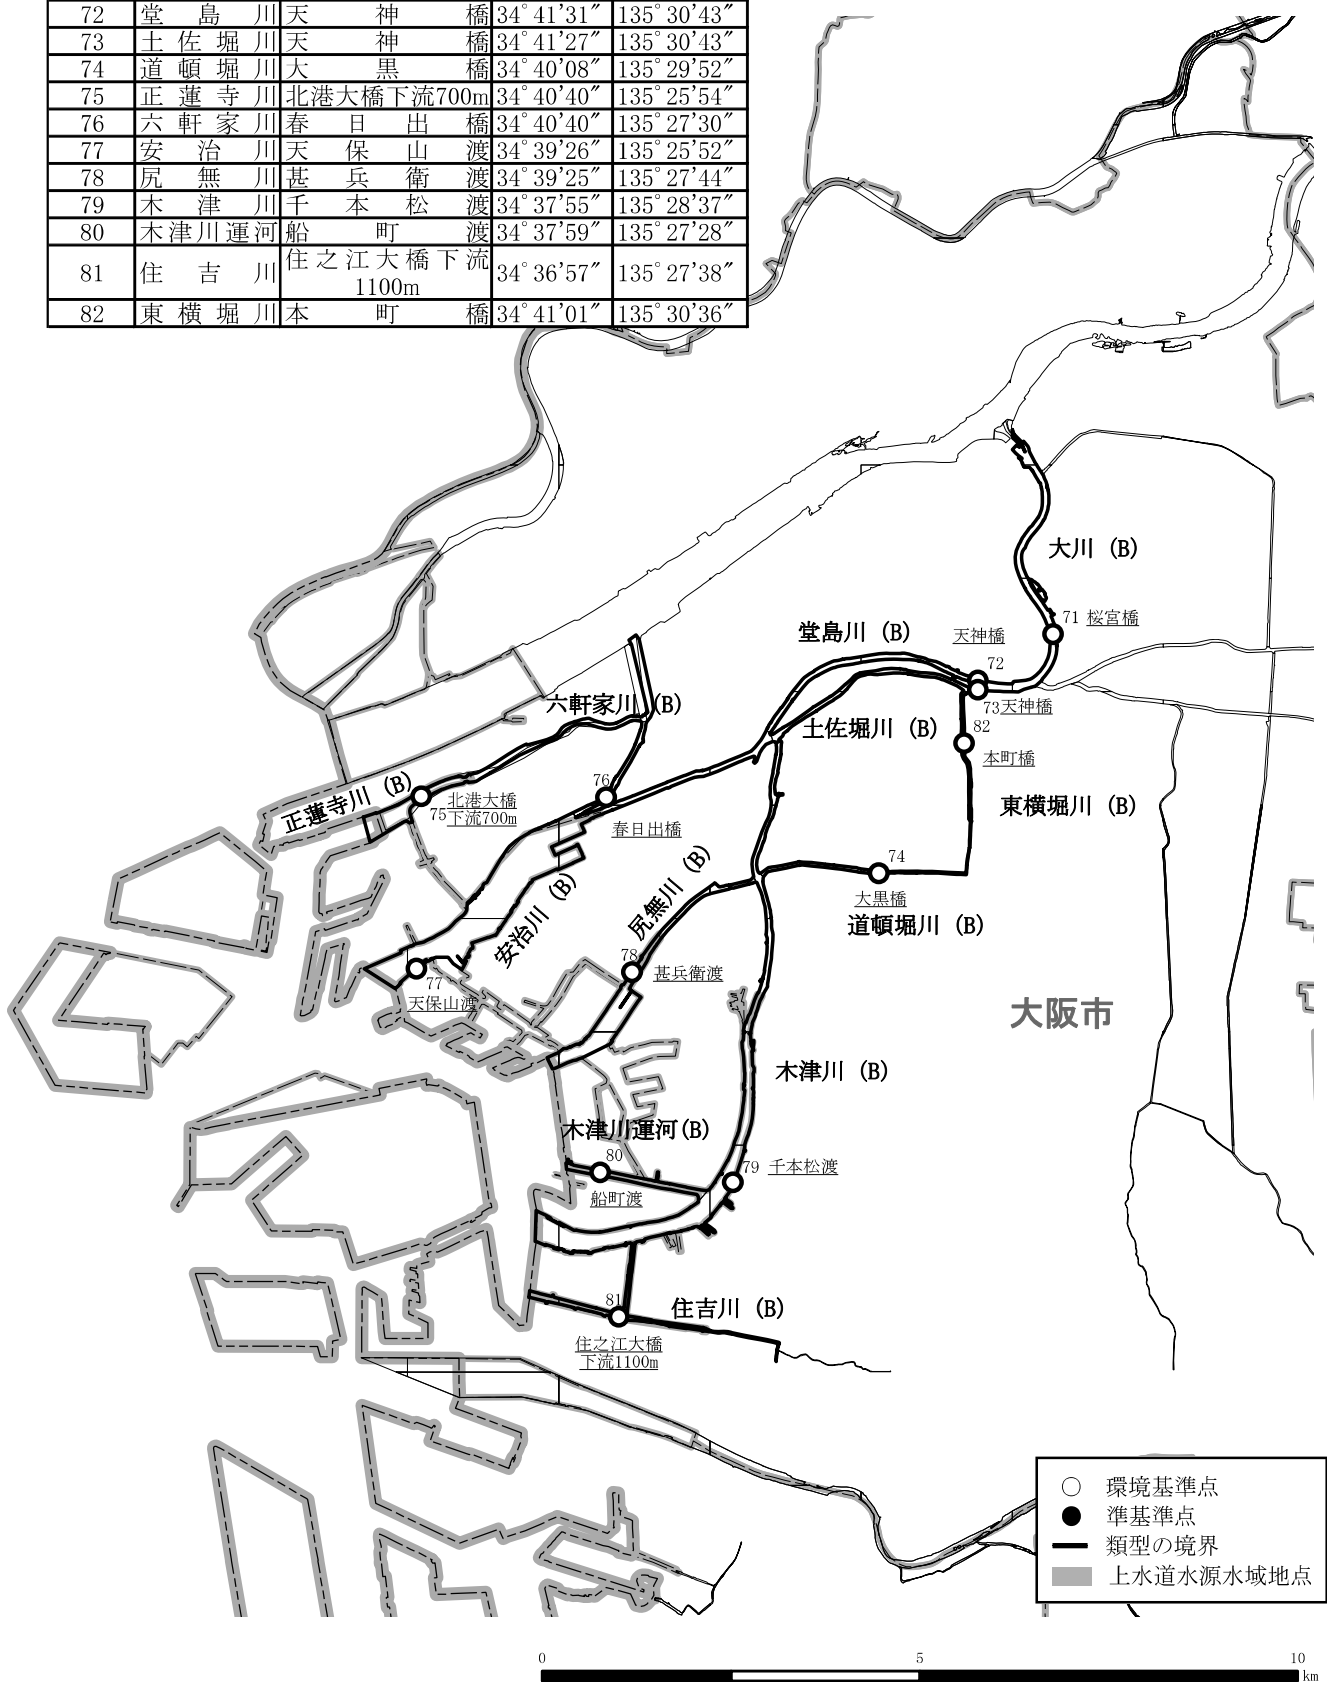 72 堂島川 天神橋 34°41’31” 135°30’43”
73 土佐堀川 天神橋 34°41’27” 135°30’43”
74 道頓堀川 大黒橋 34°40’08” 135°29’52”
75 正蓮寺川 北港大橋下流700m 34°40’40” 135°25’54”
76 六軒家川 春日出橋 34°40’40” 135°27’30”
77 安治川 天保山渡 34°39’26” 135°25’52”
78 尻無川 甚兵衛渡 34°39’25” 135°27’44”
79 木津川 千本松渡 34°37’55” 135°28’37”
80 木津川運河 船町渡 34°37’59” 135°27’28”
81 住吉川 住之江大橋下流
1100m 34°36’57” 135°27’38”
82 東横堀川 本町橋 34°41’01” 135°30’36”
大川 (B)
71 桜宮橋
堂島川 (B)
天神橋
72
73天神橋
六軒家川 (B)
土佐堀川 (B)
82
本町橋
正蓮寺川 (B)
75
北港大橋
下流700m
76
春日出橋
東横堀川 (B)
74
大黒橋
道頓堀川 (B)
安治川 (B)
尻無川 (B)
78
甚兵衛渡
77
天保山渡
大阪市
木津川 (B)
木津川運河(B)
80
船町渡
79 千本松渡
81
住吉川 (B)
住之江大橋
下流1100m
環境基準点
準基準点
類型の境界
上水道水源水域地点
0 5 10
km